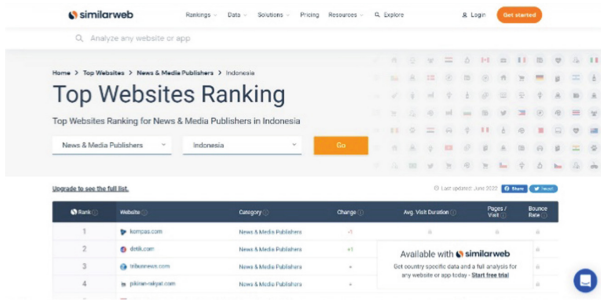 similarweb
Rankings Data Solutions Pricing Resources Explore Login Get started
Analyze any website or app
Home > Top Websites > News & Media Publishers > Indonesia
Top Websites Ranking
Top Websites Ranking for News & Media Publishers in Indonesia
News & Media Publishers Indonesia Go
Upgrade to see the full list.
Last updated: June 2022 Share Tweet
Rank Website Category Change Avg. Visit Duration Pages / Visit Bounce Rate
1 kompas.com News & Media Publishers
2 detik.com News & Media Publishers +1
3 tribunnews.com News & Media Publishers
4 pikiran-rakyat.com News & Media Publishers
Available with similarweb
Get country specific data and a full analysis for
any website or app today - Start free trial